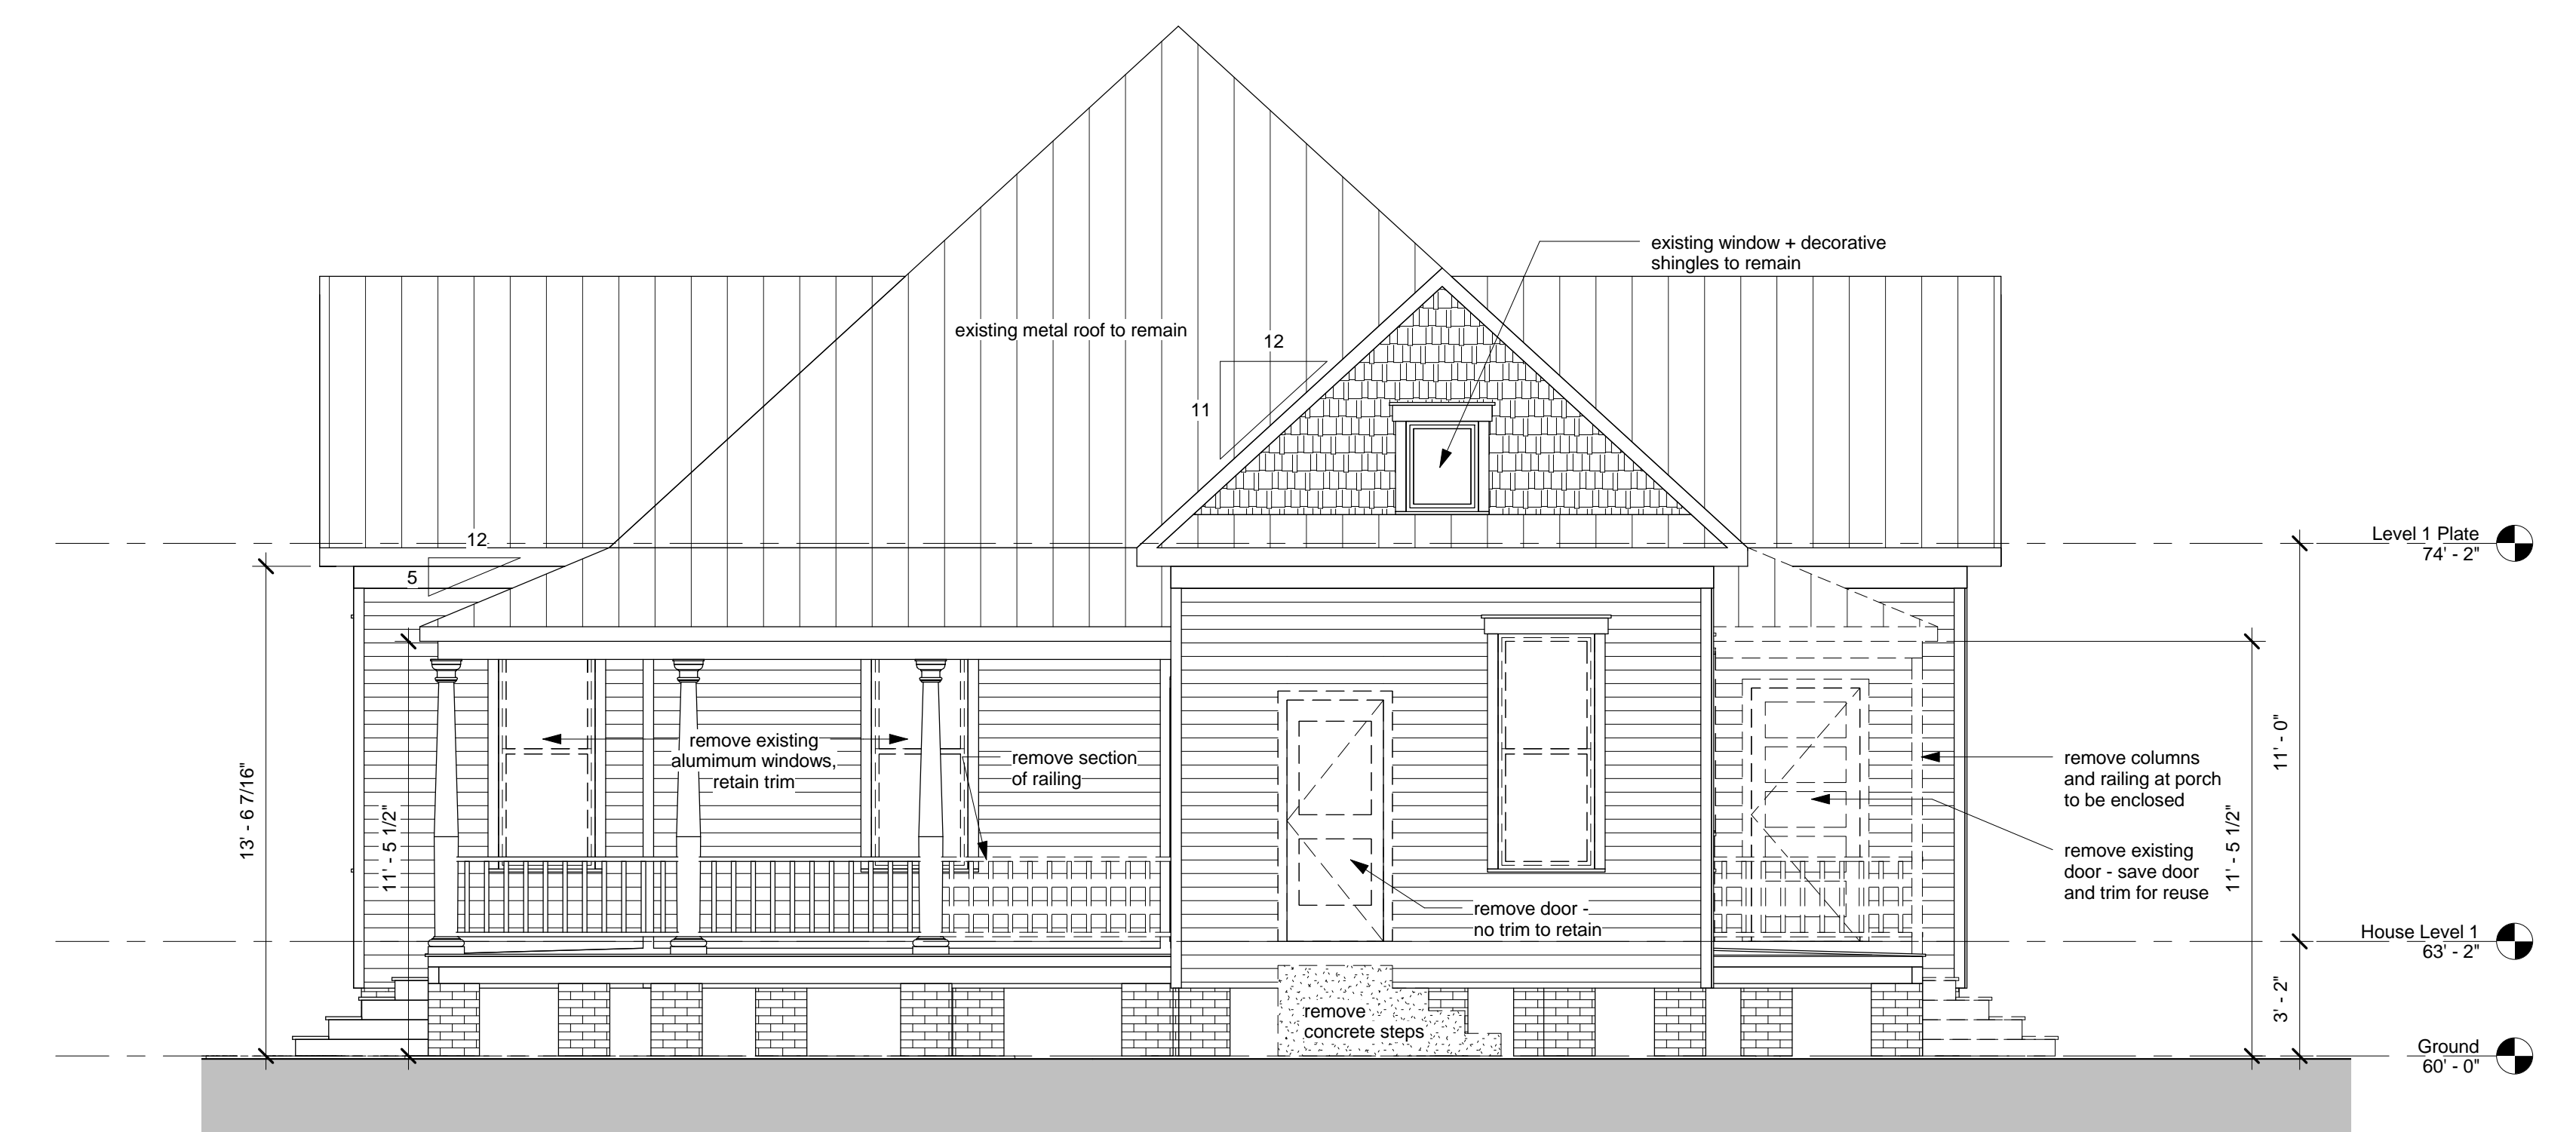 existing window + decorative
shingles to remain
existing metal roof to remain
12
11
12
5
Level 1 Plate
74' - 2"
13' - 6 7/16"
11' - 5 1/2"
remove existing
alumimum windows,
retain trim
remove section
of railing
remove door -
no trim to retain
remove
concrete steps
remove columns
and railing at porch
to be enclosed
remove existing
door - save door
and trim for reuse
11' - 5 1/2"
11' - 0"
3' - 2"
House Level 1
63' - 2"
Ground
60' - 0"